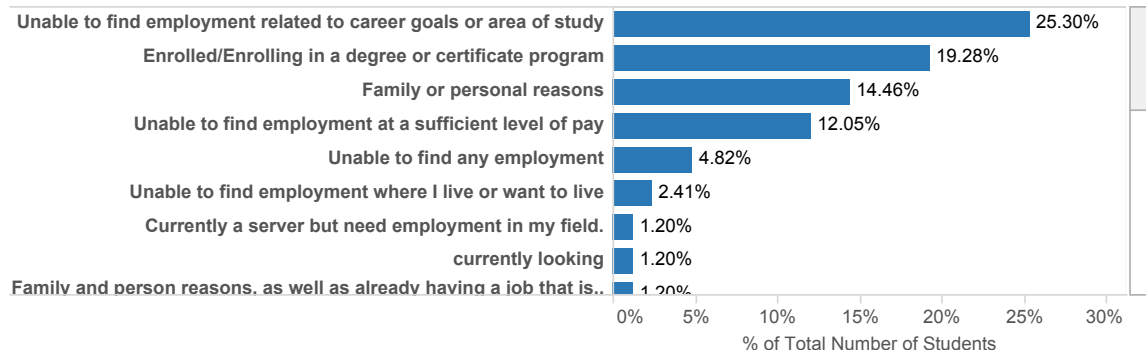 Unable to find employment related to career goals or area of study 25.30%
Enrolled/Enrolling in a degree or certificate program 19.28%
Family or personal reasons 14.46%
Unable to find employment at a sufficient level of pay 12.05%
Unable to find any employment 4.82%
Unable to find employment where I live or want to live 2.41%
Currently a server but need employment in my field. 1.20%
currently looking 1.20%
Family and person reasons, as well as already having a job that is.. 1.20%
0% 5% 10% 15% 20% 25% 30%
% of Total Number of Students